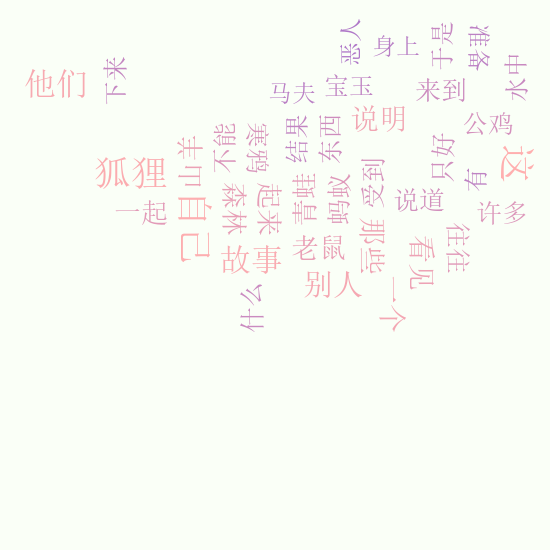 恶人
身上
于是
他们
下来
马夫
宝玉
来到
水中
结果
东西
说明
公鸡
狐狸
山羊
不能
寒鸦
只好
这
有
一起
自己
森林
起来
青蛙
蚂蚁
受到
说道
许多
故事
老鼠
那些
看见
往往
什么
别人
一个